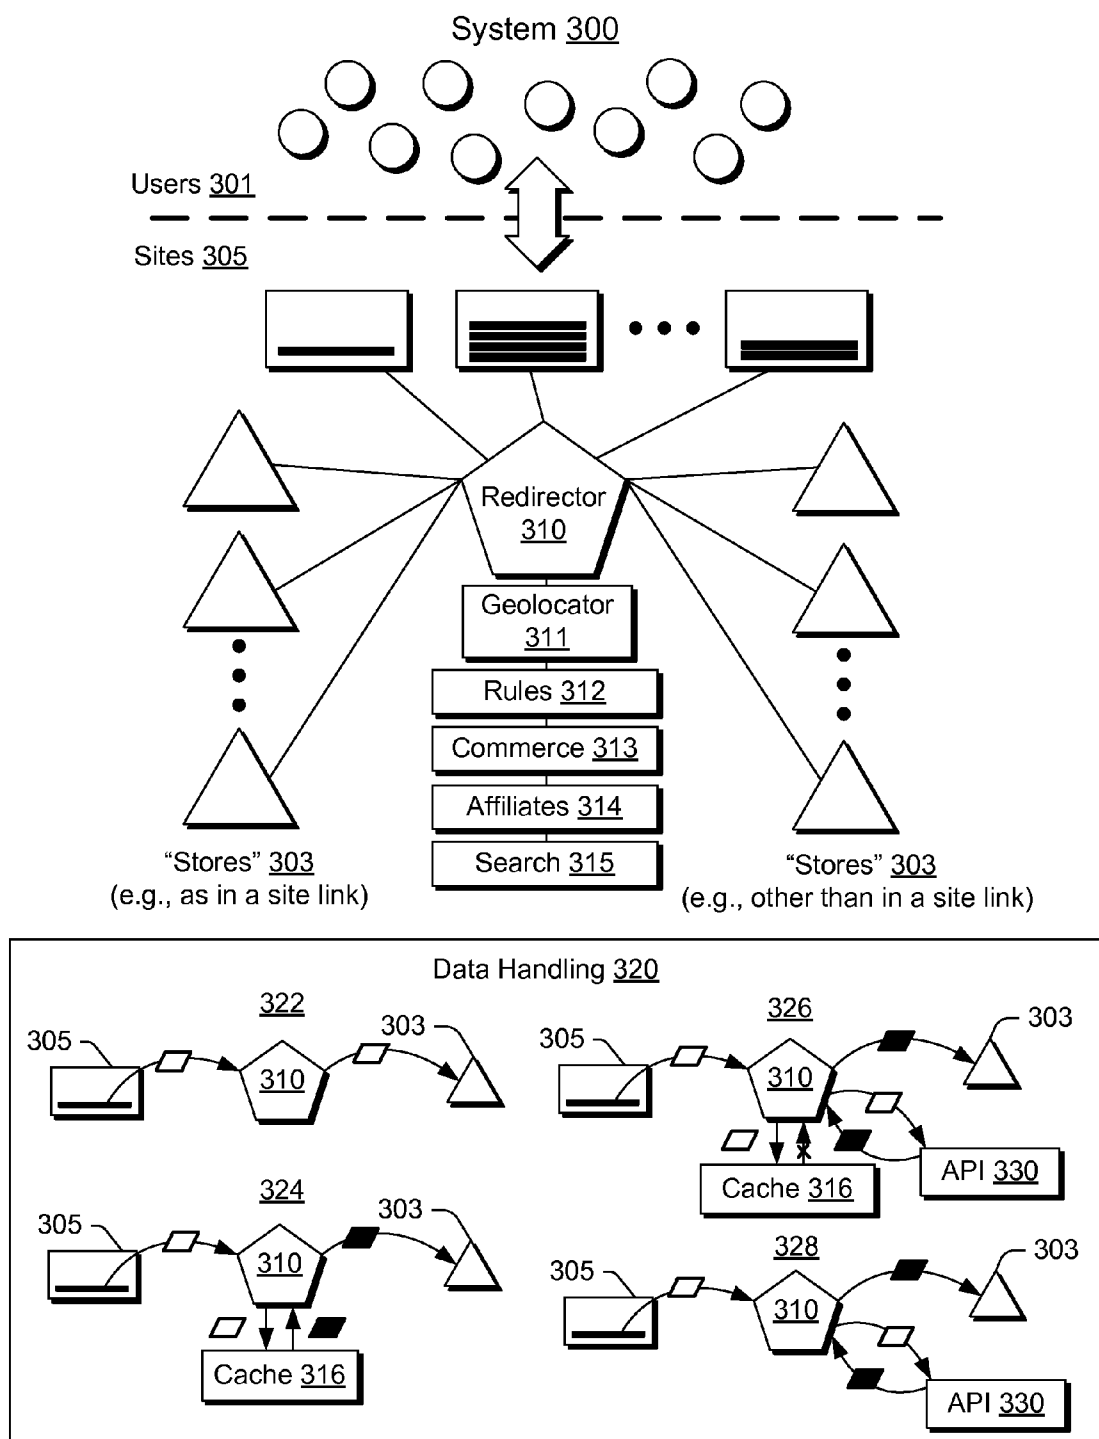 System 300
Users 301
Sites 305
Redirector
310
Geolocator
311
Rules 312
Commerce 313
Affiliates 314
Search 315
“Stores” 303
(e.g., as in a site link)
“Stores” 303
(e.g., other than in a site link)
Data Handling 320
322
305
303
310
326
305
303
310
Cache 316
API 330
324
305
303
310
Cache 316
328
305
303
310
API 330